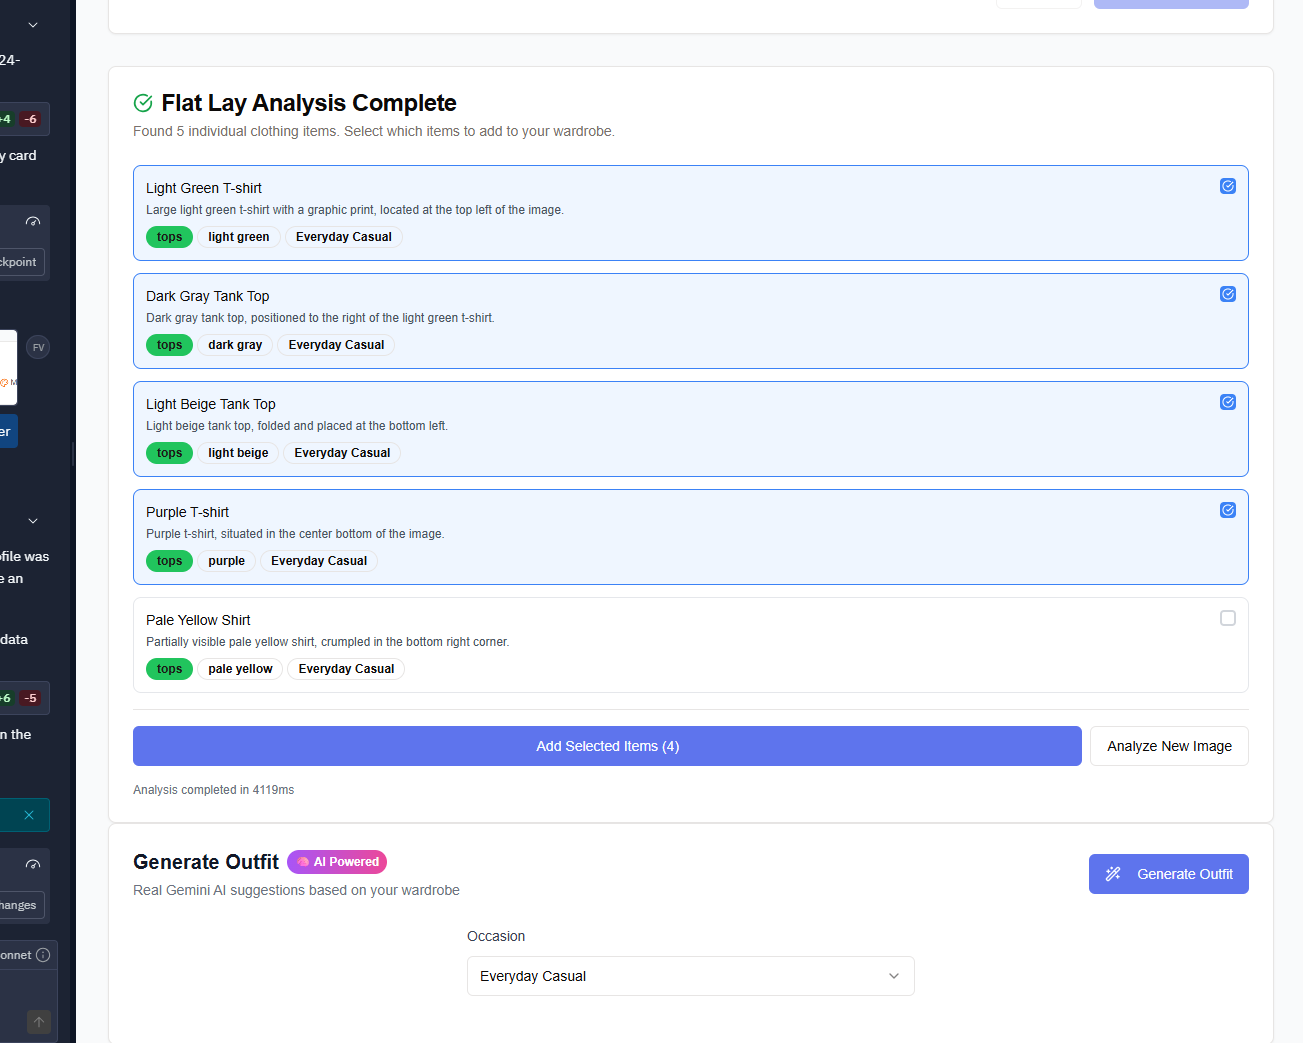 24-
+4 -6
y card
ckpoint
FV
M
er
ofile was
e an
data
+6 -5
n the
hanges
onnet
Flat Lay Analysis Complete
Found 5 individual clothing items. Select which items to add to your wardrobe.
Light Green T-shirt
Large light green t-shirt with a graphic print, located at the top left of the image.
tops light green Everyday Casual
Dark Gray Tank Top
Dark gray tank top, positioned to the right of the light green t-shirt.
tops dark gray Everyday Casual
Light Beige Tank Top
Light beige tank top, folded and placed at the bottom left.
tops light beige Everyday Casual
Purple T-shirt
Purple t-shirt, situated in the center bottom of the image.
tops purple Everyday Casual
Pale Yellow Shirt
Partially visible pale yellow shirt, crumpled in the bottom right corner.
tops pale yellow Everyday Casual
Add Selected Items (4) Analyze New Image
Analysis completed in 4119ms
Generate Outfit AI Powered
Real Gemini AI suggestions based on your wardrobe
Generate Outfit
Occasion
Everyday Casual